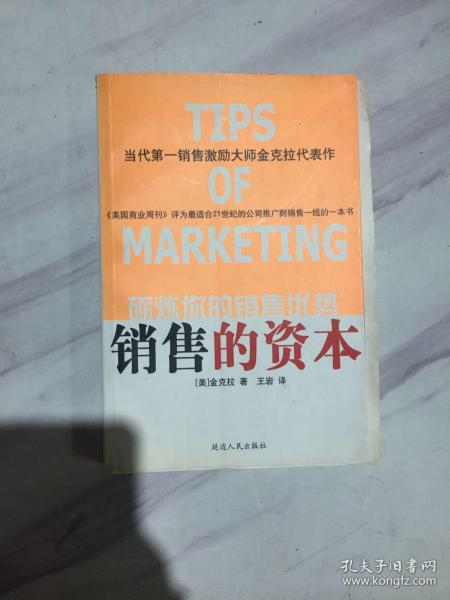 TIPS
当代第一销售激励大师金克拉代表作
OF
《美国商业周刊》评为最适合21世纪的公司推广到销售一线的一本书
MARKETING
砺炼你的销售优势
销售的资本
[美]金克拉 著 王岩 译
延边人民出版社
孔夫子旧书网
www.kongfz.com